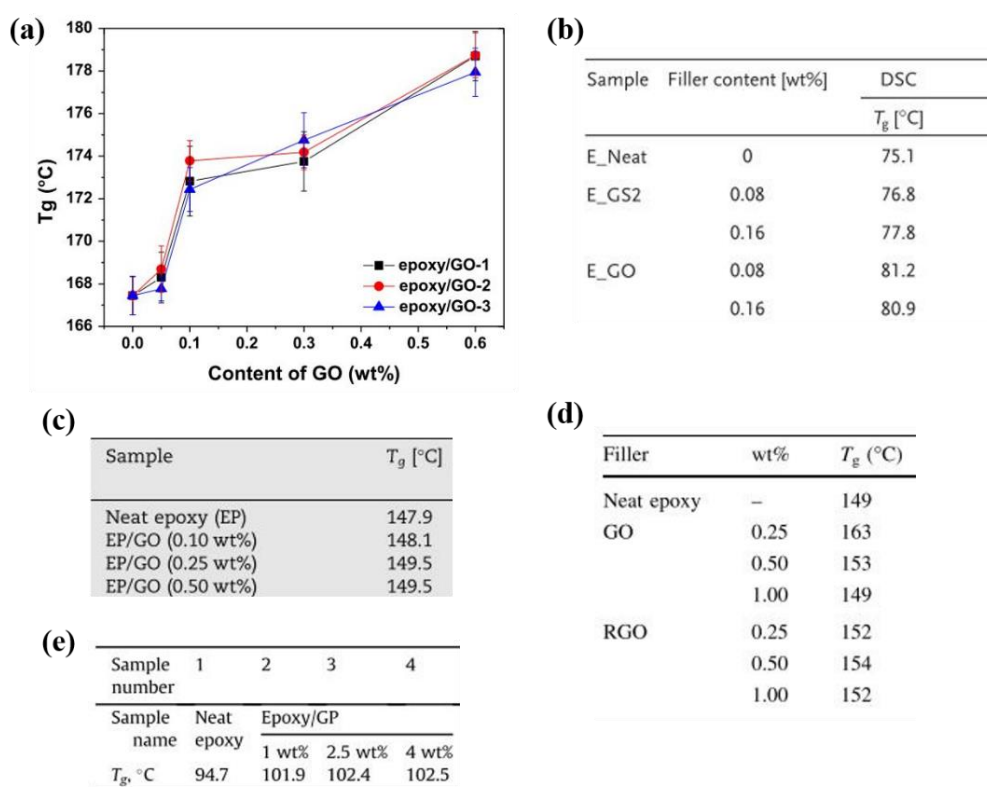 (a)
180
178
176
174
172
170
168
166
Tg (°C)
epoxy/GO-1
epoxy/GO-2
epoxy/GO-3
0.0 0.1 0.2 0.3 0.4 0.5 0.6
Content of GO (wt%)
(b)
Sample Filler content [wt%] DSC
Tg [°C]
E_Neat 0 75.1
E_GS2 0.08 76.8
0.16 77.8
E_GO 0.08 81.2
0.16 80.9
(c)
Sample Tg [°C]
Neat epoxy (EP) 147.9
EP/GO (0.10 wt%) 148.1
EP/GO (0.25 wt%) 149.5
EP/GO (0.50 wt%) 149.5
(d)
Filler wt% Tg (°C)
Neat epoxy – 149
GO 0.25 163
0.50 153
1.00 149
RGO 0.25 152
0.50 154
1.00 152
(e)
Sample 1 2 3 4
number
Sample Neat Epoxy/GP
name epoxy
1 wt% 2.5 wt% 4 wt%
Tg, °C 94.7 101.9 102.4 102.5